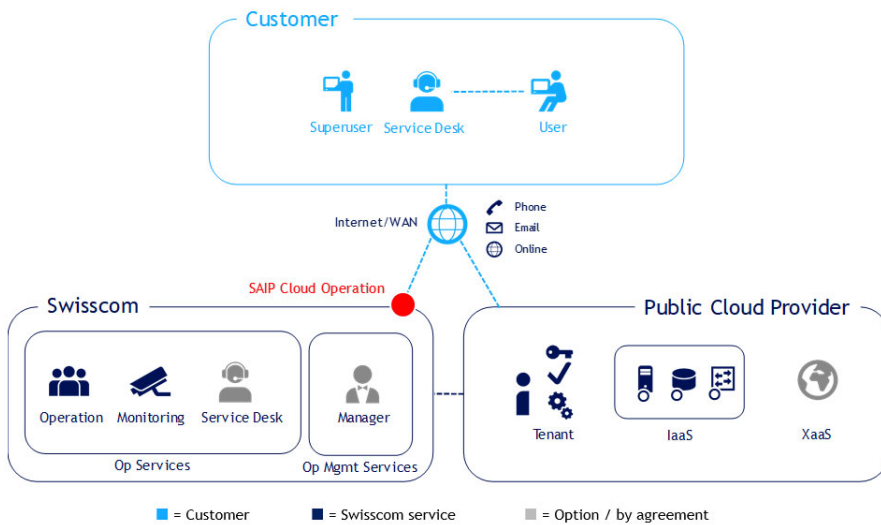 Customer
Superuser
Service Desk
User
Internet/WAN
Phone
Email
Online
SAIP Cloud Operation
Swisscom
Public Cloud Provider
Operation
Monitoring
Service Desk
Manager
Tenant
IaaS
XaaS
Op Services
Op Mgmt Services
= Customer
= Swisscom service
= Option / by agreement